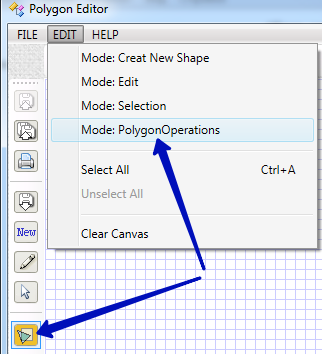 Polygon Editor
FILE EDIT HELP
Mode: Creat New Shape
Mode: Edit
Mode: Selection
Mode: PolygonOperations
Select All Ctrl+A
Unselect All
New
Clear Canvas